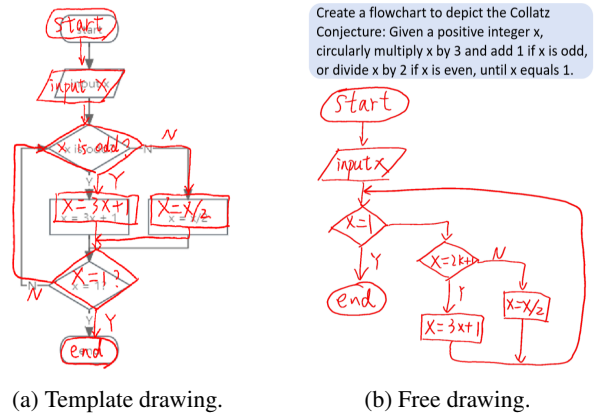 start
input x
x is odd?
N
Y
x=3x+1
x=x/2
x=1?
N
Y
end
(a) Template drawing.
Create a flowchart to depict the Collatz
Conjecture: Given a positive integer x,
circularly multiply x by 3 and add 1 if x is odd,
or divide x by 2 if x is even, until x equals 1.
start
input x
x=1
Y
end
x=2k+1
N
Y
x=x/2
x=3x+1
(b) Free drawing.